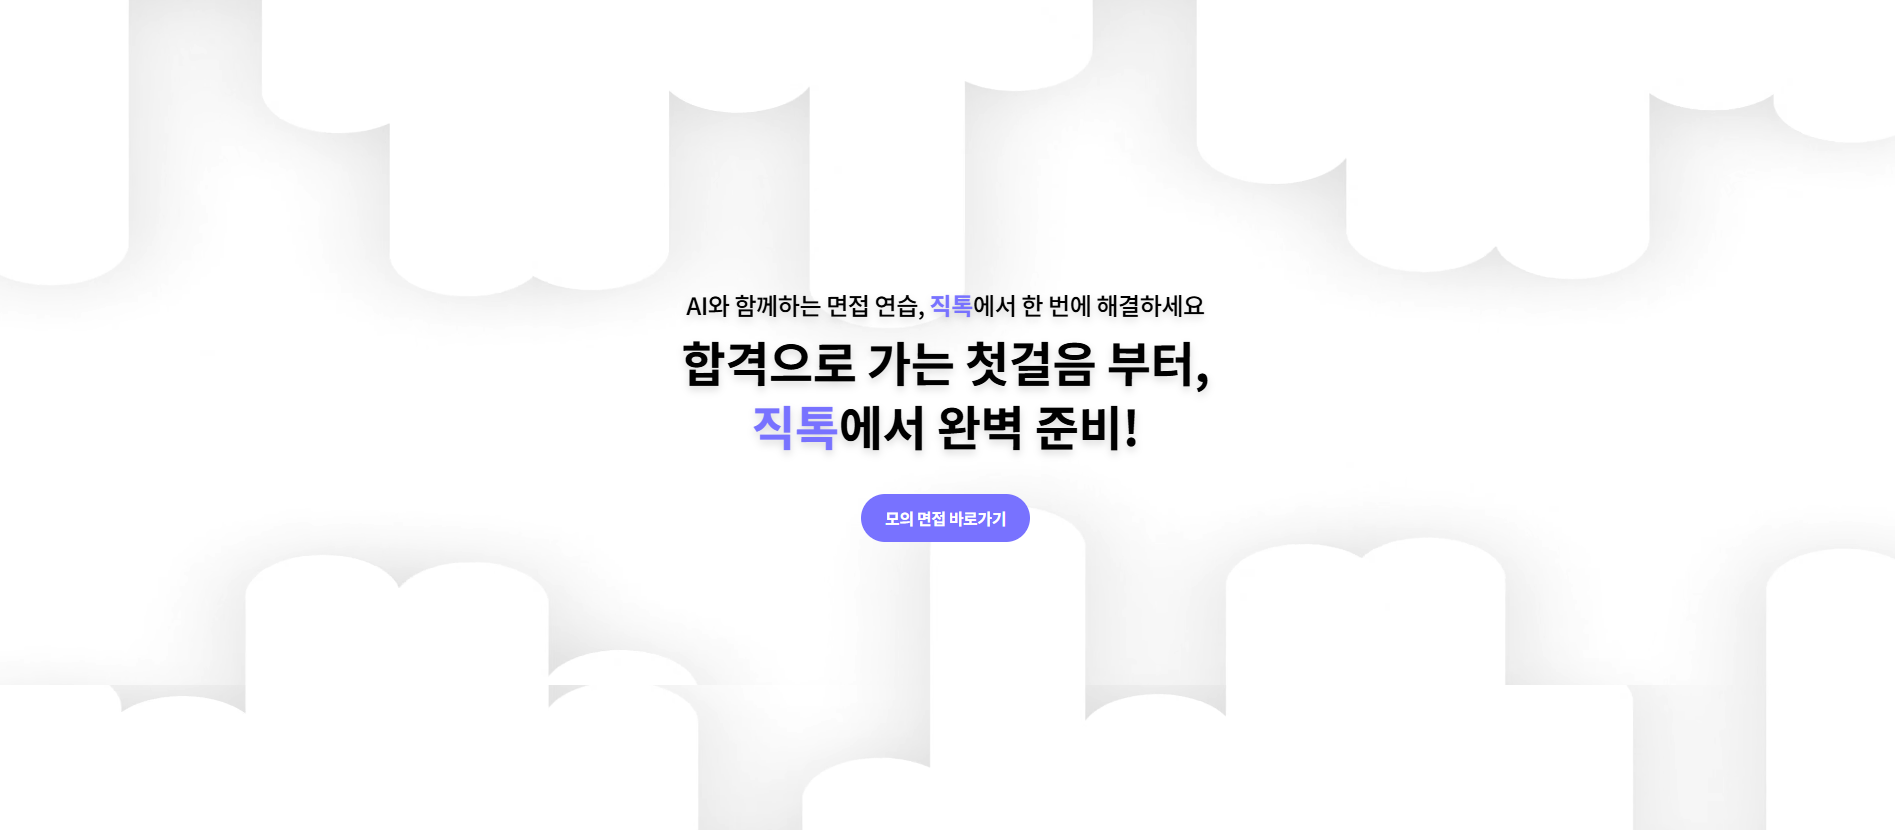 AI와 함께하는 면접 연습, 직톡에서 한 번에 해결하세요
합격으로 가는 첫걸음 부터,
직톡에서 완벽 준비!
모의 면접 바로가기